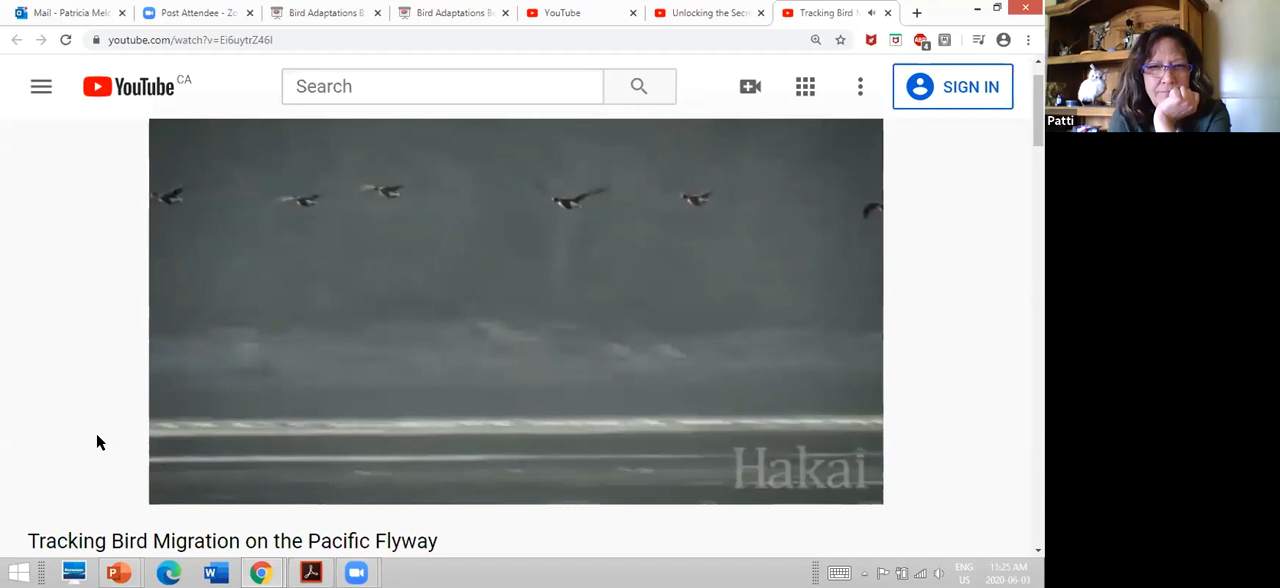 Mail - Patricia Mel
Post Attendee - Zo
Bird Adaptations B
Bird Adaptations B
YouTube
Unlocking the Secr
Tracking Bird
youtube.com/watch?v=Ei6uytrZ46I
4
YouTube CA
Search
SIGN IN
Patti
Hakai
Tracking Bird Migration on the Pacific Flyway
ENG
US
11:25 AM
2020-06-03